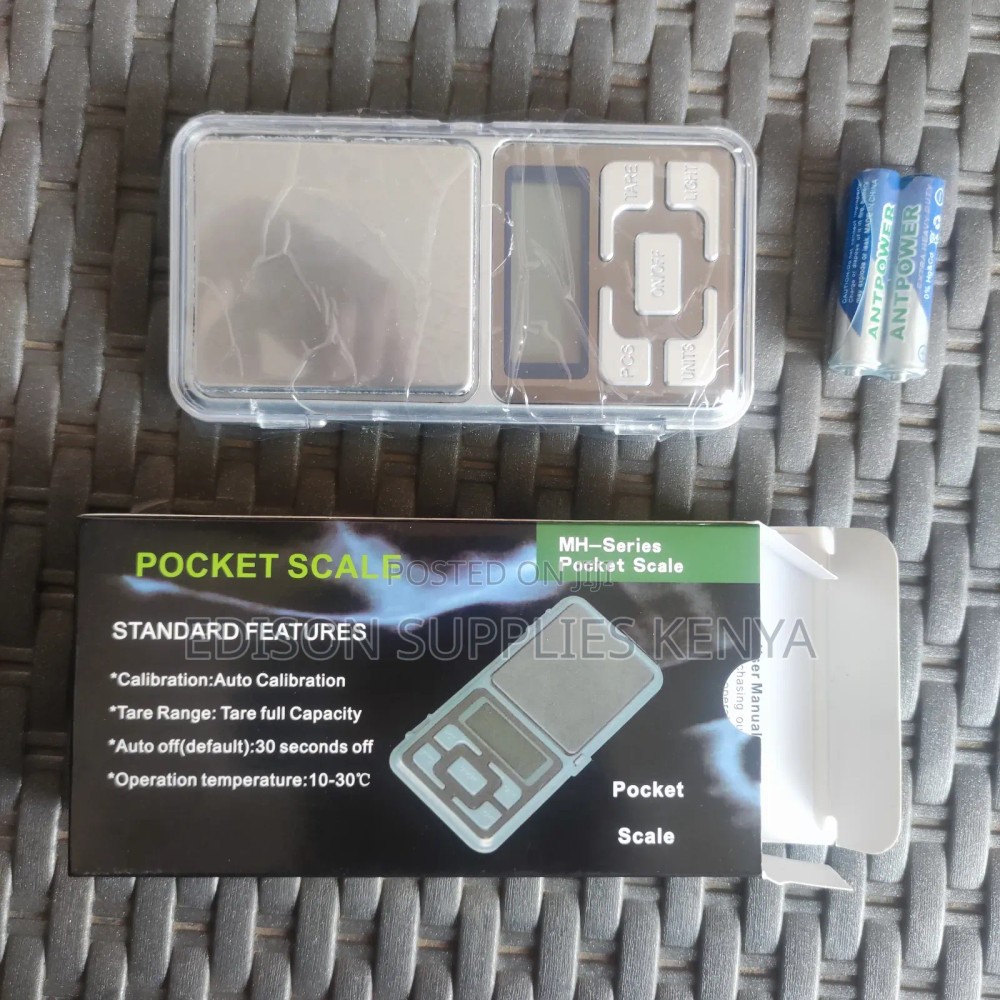 TARE
LIGHT
ON/OFF
PCS
UNITS
ANTPOWER
ANTPOWER
POCKET SCALE
MH-Series
Pocket Scale
POSTED ON JIJI
EDISON SUPPLIES KENYA
STANDARD FEATURES
*Calibration:Auto Calibration
*Tare Range: Tare full Capacity
*Auto off(default):30 seconds off
*Operation temperature:10-30℃
Pocket
Scale
Manual